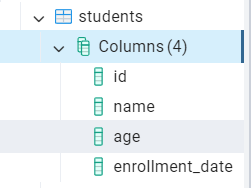 students
Columns (4)
id
name
age
enrollment_date